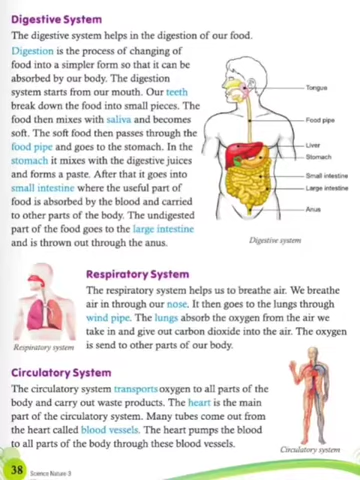 Digestive System
The digestive system helps in the digestion of our food.
Digestion is the process of changing of
food into a simpler form so that it can be
absorbed by our body. The digestion
system starts from our mouth. Our teeth
break down the food into small pieces. The
food then mixes with saliva and becomes
soft. The soft food then passes through the
food pipe and goes to the stomach. In the
stomach it mixes with the digestive juices
and forms a paste. After that it goes into
small intestine where the useful part of
food is absorbed by the blood and carried
to other parts of the body. The undigested
part of the food goes to the large intestine
and is thrown out through the anus.
Tongue
Food pipe
Liver
Stomach
Small intestine
Large intestine
Anus
Digestive system
Respiratory System
The respiratory system helps us to breathe air. We breathe
air in through our nose. It then goes to the lungs through
wind pipe. The lungs absorb the oxygen from the air we
take in and give out carbon dioxide into the air. The oxygen
is send to other parts of our body.
Respiratory system
Circulatory System
The circulatory system transports oxygen to all parts of the
body and carry out waste products. The heart is the main
part of the circulatory system. Many tubes come out from
the heart called blood vessels. The heart pumps the blood
to all parts of the body through these blood vessels.
Circulatory system
38
Science Nature-3